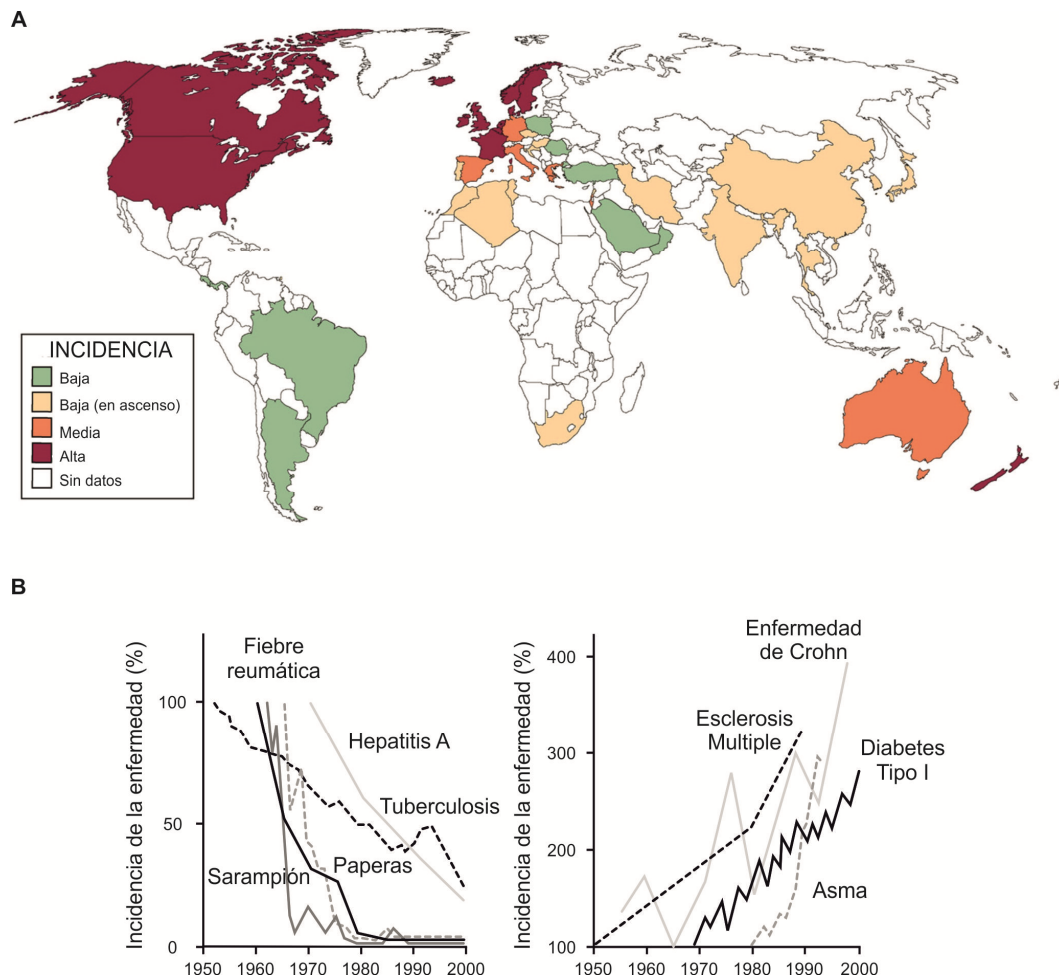 A
INCIDENCIA
Baja
Baja (en ascenso)
Media
Alta
Sin datos
B
Incidencia de la enfermedad (%)
100
50
0
1950 1960 1970 1980 1990 2000
Fiebre
reumática
Hepatitis A
Tuberculosis
Paperas
Sarampión
Incidencia de la enfermedad (%)
400
300
200
100
1950 1960 1970 1980 1990 2000
Enfermedad
de Crohn
Esclerosis
Multiple
Diabetes
Tipo I
Asma